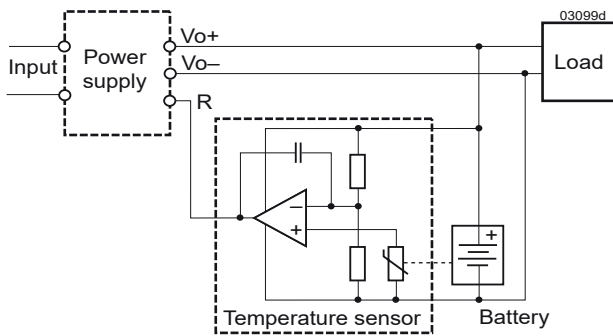 03099d
Vo+
Power
supply
Input
Vo–
Load
R
–
+
+
Temperature sensor
Battery